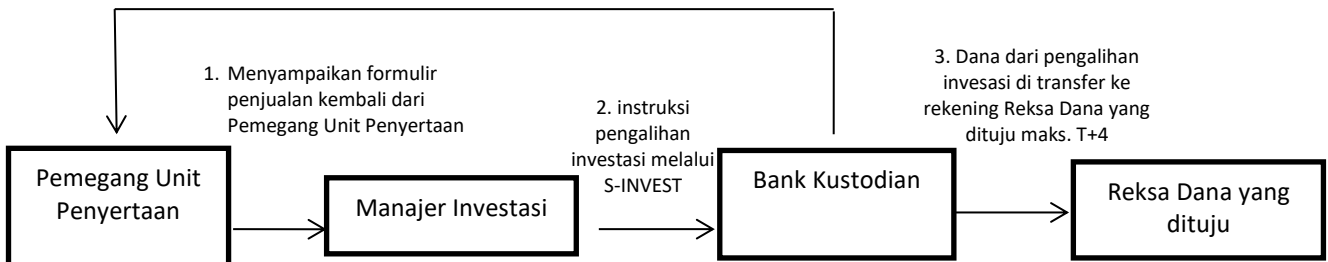 1. Menyampaikan formulir
penjualan kembali dari
Pemegang Unit Penyertaan
2. instruksi
pengalihan
investasi melalui
S-INVEST
3. Dana dari pengalihan
invesasi di transfer ke
rekening Reksa Dana yang
dituju maks. T+4
Pemegang Unit
Penyertaan
Manajer Investasi
Bank Kustodian
Reksa Dana yang
dituju